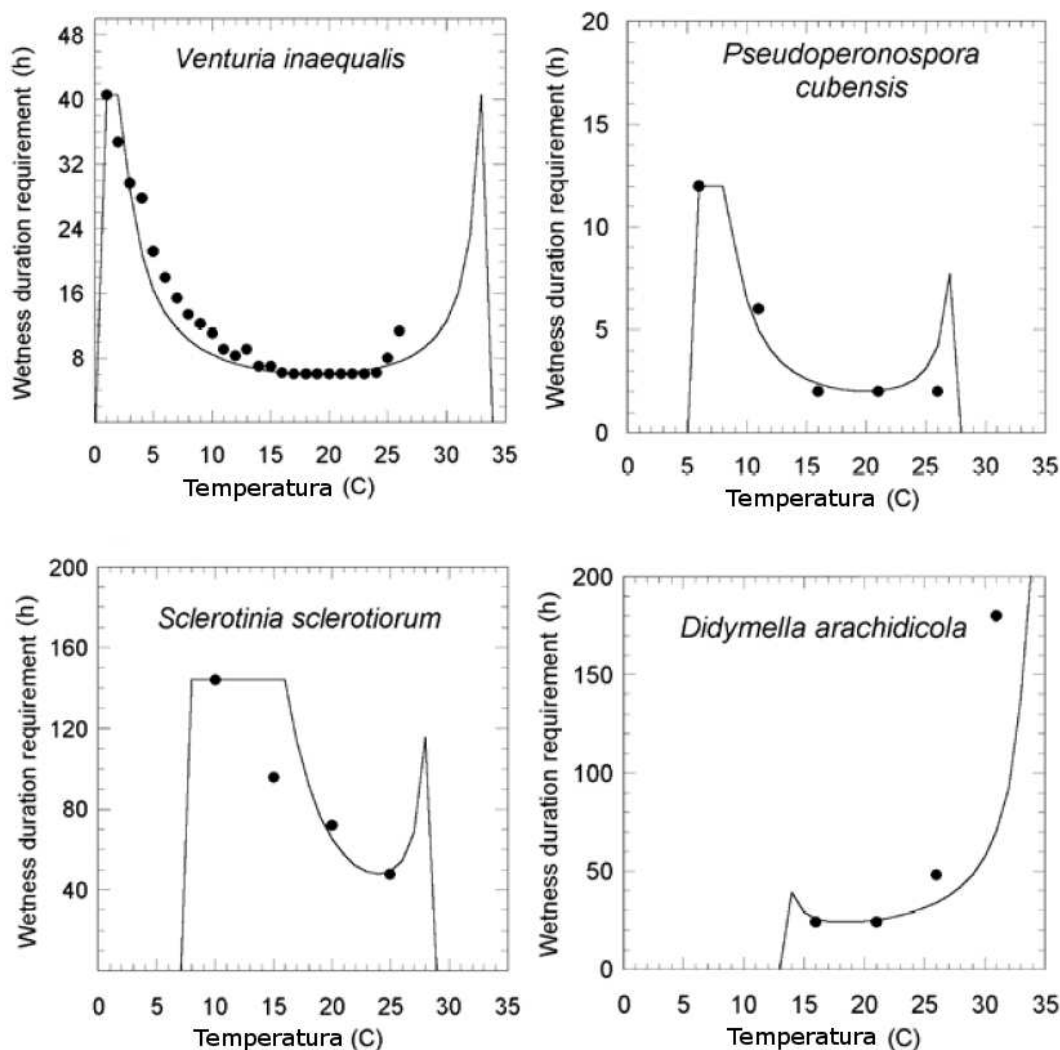 Wetness duration requirement (h)
48
40
32
24
16
8
Venturia inaequalis
0 5 10 15 20 25 30 35
Temperatura (C)
Wetness duration requirement (h)
20
15
10
5
0
Pseudoperonospora
cubensis
0 5 10 15 20 25 30 35
Temperatura (C)
Wetness duration requirement (h)
200
160
120
80
40
Sclerotinia sclerotiorum
0 5 10 15 20 25 30 35
Temperatura (C)
Wetness duration requirement (h)
200
150
100
50
0
Didymella arachidicola
0 5 10 15 20 25 30 35
Temperatura (C)